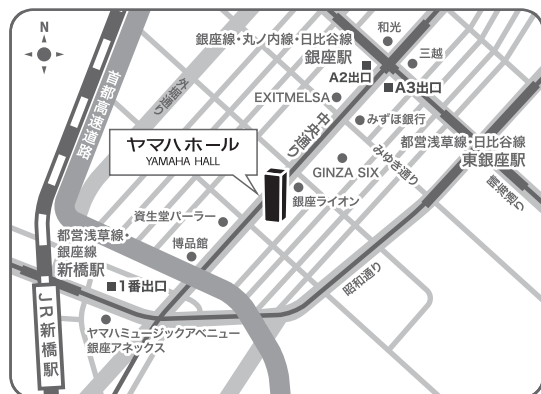 N
銀座線・丸ノ内線・日比谷線
銀座駅
A2出口
和光
三越
A3出口
首都高速道路
外堀通り
EXITMELSA
中央通り
みずほ銀行
都営浅草線・日比谷線
東銀座駅
ヤマハホール
YAMAHA HALL
みゆき通り
GINZA SIX
晴海通り
銀座ライオン
資生堂パーラー
都営浅草線・
銀座線
新橋駅
博品館
昭和通り
1番出口
JR新橋駅
ヤマハミュージックアベニュー
銀座アネックス